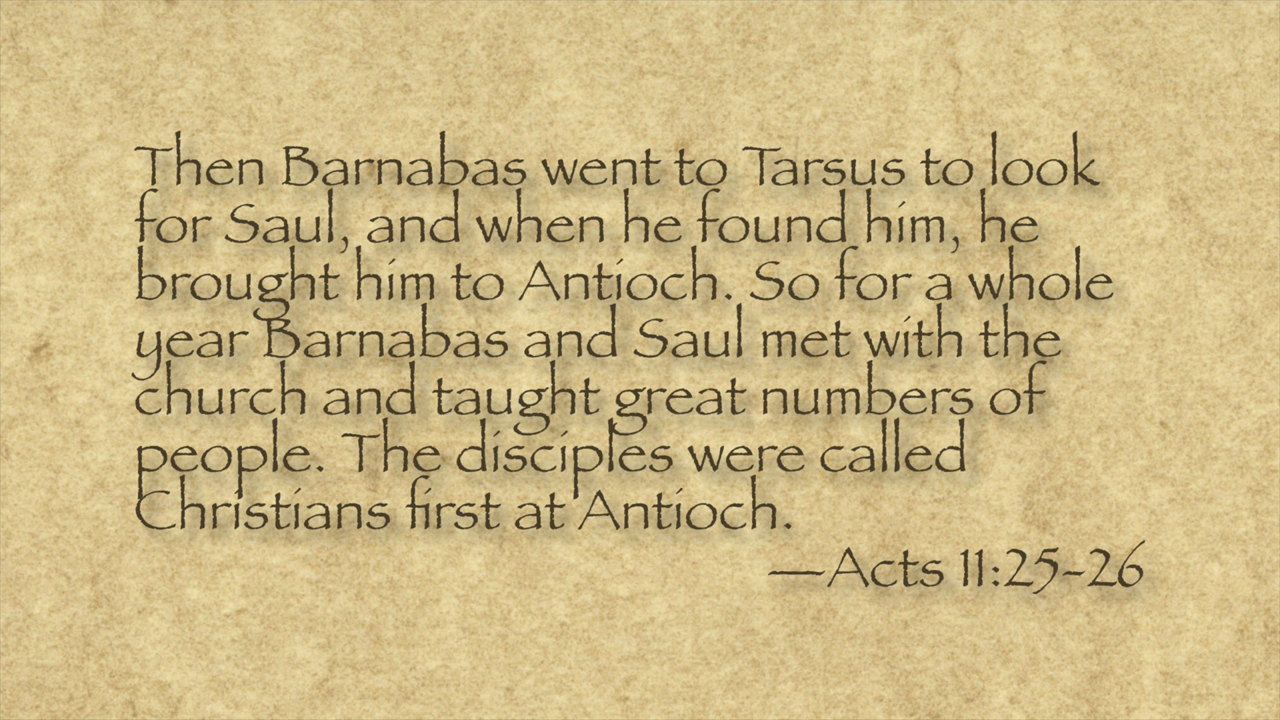 Then Barnabas went to Tarsus to look
for Saul, and when he found him, he
brought him to Antioch. So for a whole
year Barnabas and Saul met with the
church and taught great numbers of
people. The disciples were called
Christians first at Antioch.
—Acts 11:25-26